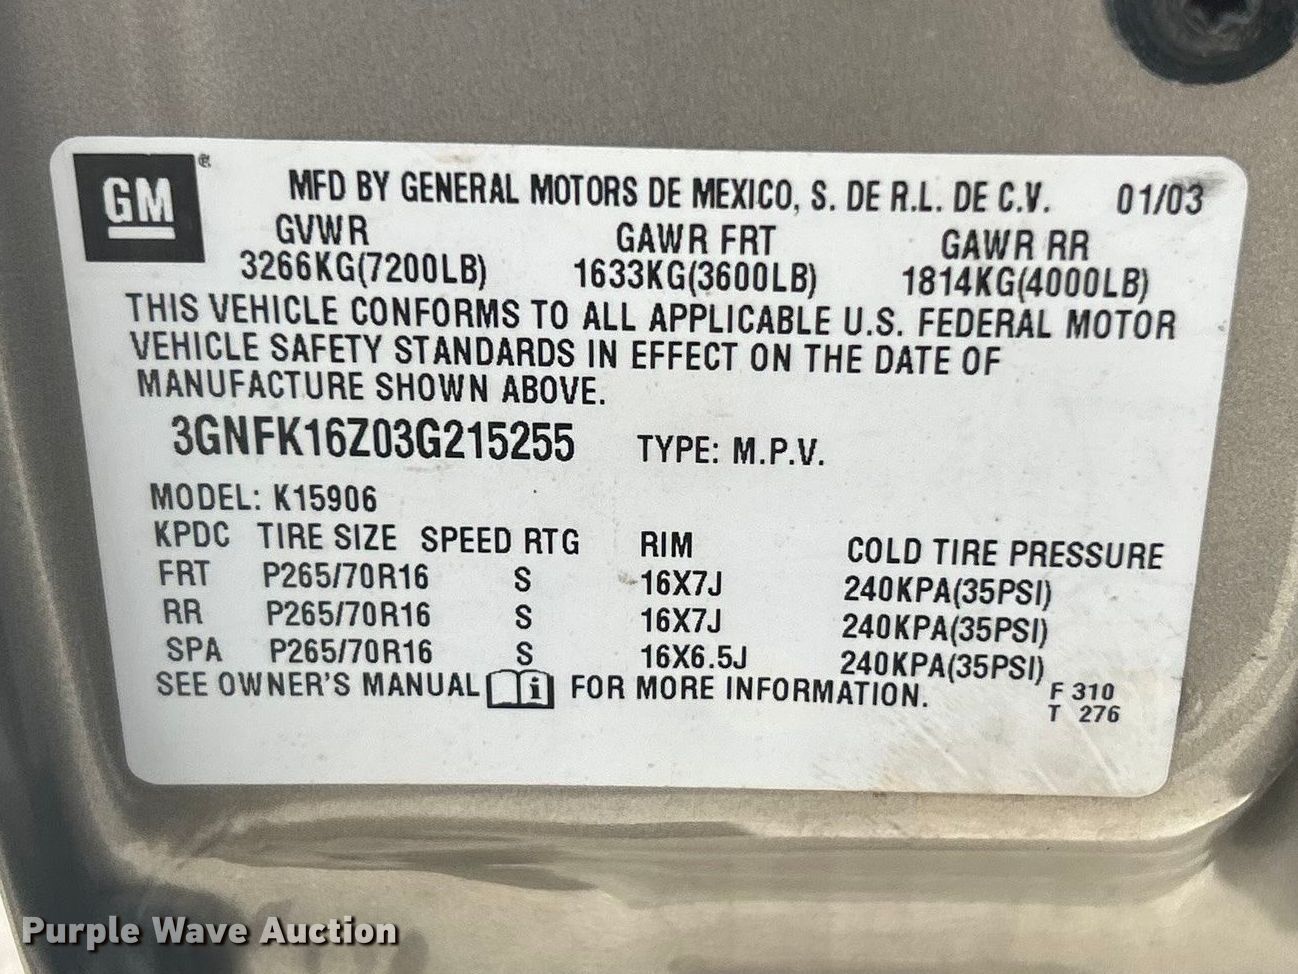 GM ® MFD BY GENERAL MOTORS DE MEXICO, S. DE R.L. DE C.V. 01/03
GVWR GAWR FRT GAWR RR
3266KG(7200LB) 1633KG(3600LB) 1814KG(4000LB)
THIS VEHICLE CONFORMS TO ALL APPLICABLE U.S. FEDERAL MOTOR
VEHICLE SAFETY STANDARDS IN EFFECT ON THE DATE OF
MANUFACTURE SHOWN ABOVE.
3GNFK16Z03G215255 TYPE: M.P.V.
MODEL: K15906
KPDC TIRE SIZE SPEED RTG RIM COLD TIRE PRESSURE
FRT P265/70R16 S 16X7J 240KPA(35PSI)
RR P265/70R16 S 16X7J 240KPA(35PSI)
SPA P265/70R16 S 16X6.5J 240KPA(35PSI)
SEE OWNER'S MANUAL i FOR MORE INFORMATION.
F 310
T 276
Purple Wave Auction